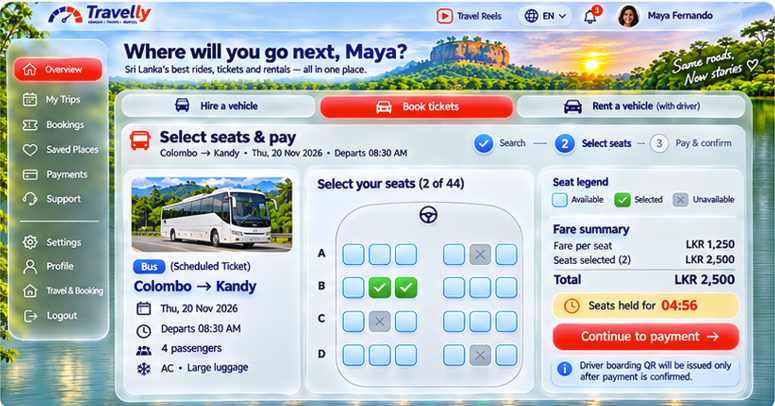 Travelly
Travel Reels
EN
3
Maya Fernando
Where will you go next, Maya?
Sri Lanka's best rides, tickets and rentals — all in one place.
Same roads.
New stories ♡
Overview
My Trips
Bookings
Saved Places
Payments
Support
Settings
Profile
Travel & Booking
Logout
Hire a vehicle
Book tickets
Rent a vehicle (with driver)
Select seats & pay
Colombo → Kandy • Thu, 20 Nov 2026 • Departs 08:30 AM
Search
2 Select seats
3 Pay & confirm
Bus (Scheduled Ticket)
Colombo → Kandy
Thu, 20 Nov 2026
Departs 08:30 AM
4 passengers
AC • Large luggage
Select your seats (2 of 44)
A
B
C
D
Seat legend
Available
Selected
Unavailable
Fare summary
Fare per seat LKR 1,250
Seats selected (2) LKR 2,500
Total LKR 2,500
Seats held for 04:56
Continue to payment →
Driver boarding QR will be issued only
after payment is confirmed.